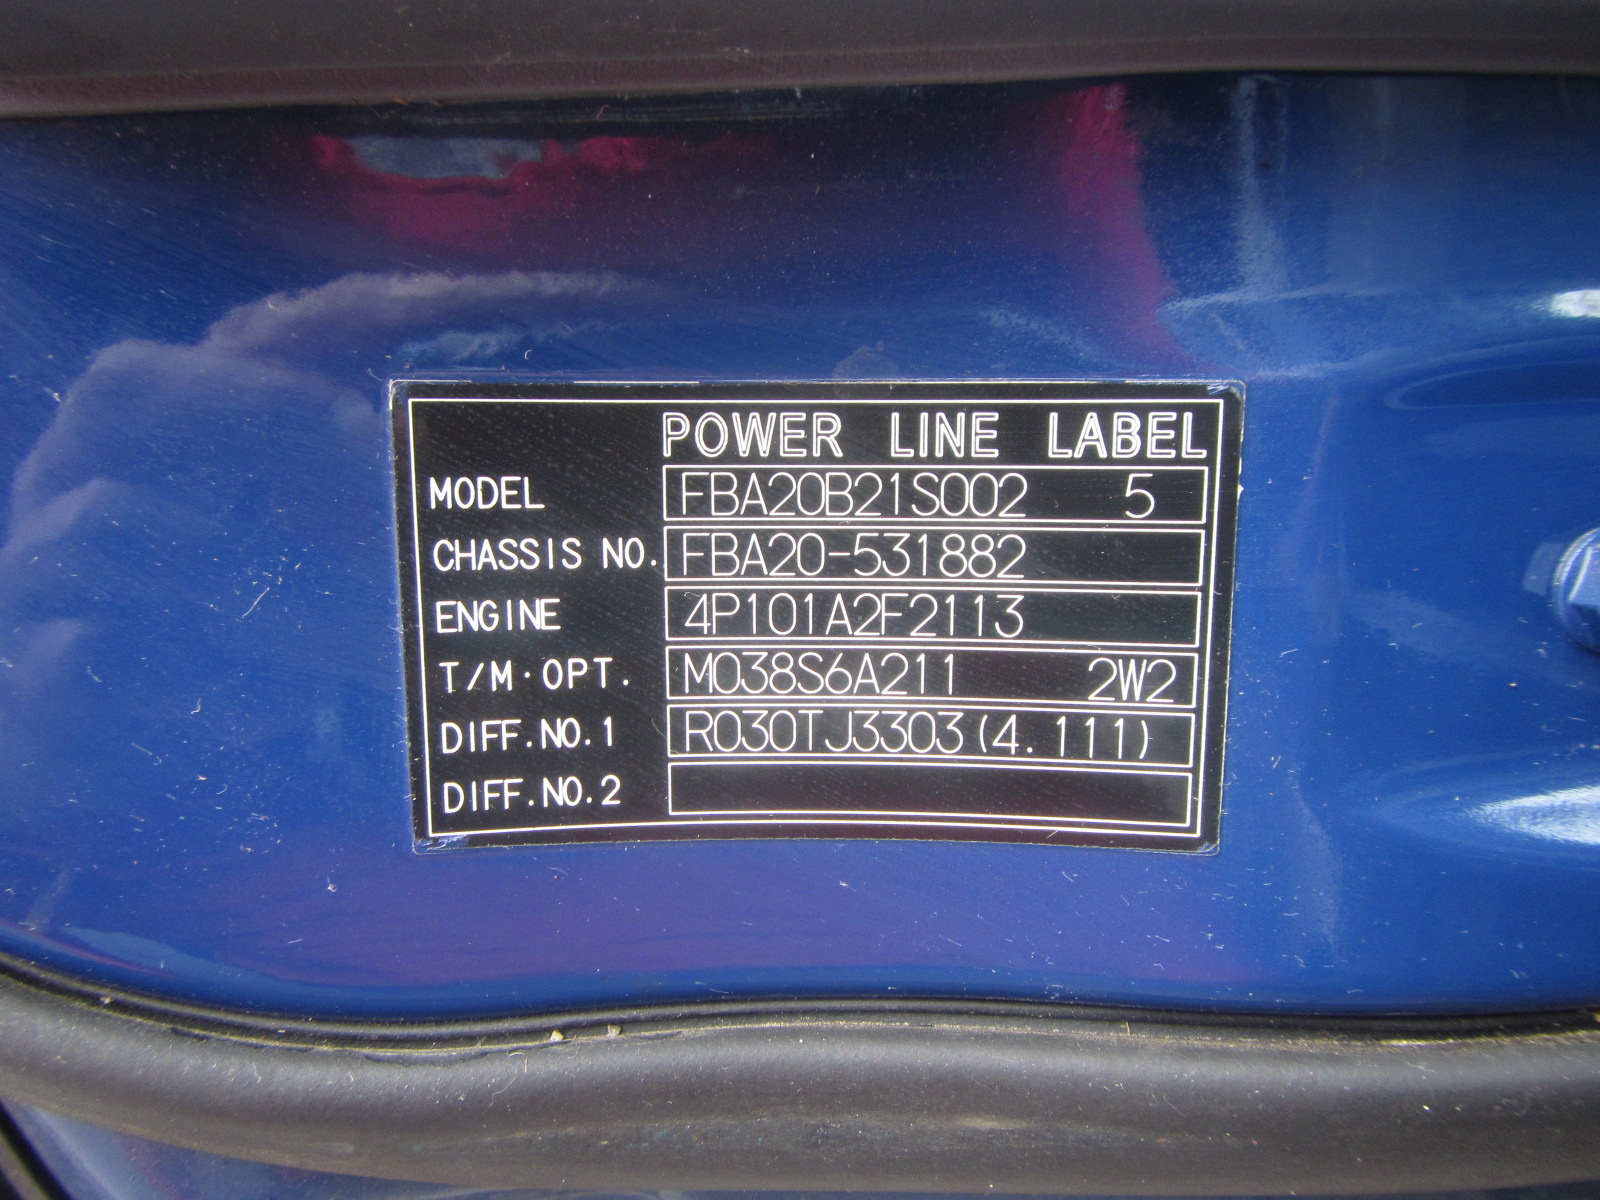 POWER LINE LABEL
MODEL FBA20B21S002 5
CHASSIS NO. FBA20-531882
ENGINE 4P101A2F2113
T/M·OPT. M038S6A211 2W2
DIFF.NO.1 R030TJ3303(4.111)
DIFF.NO.2